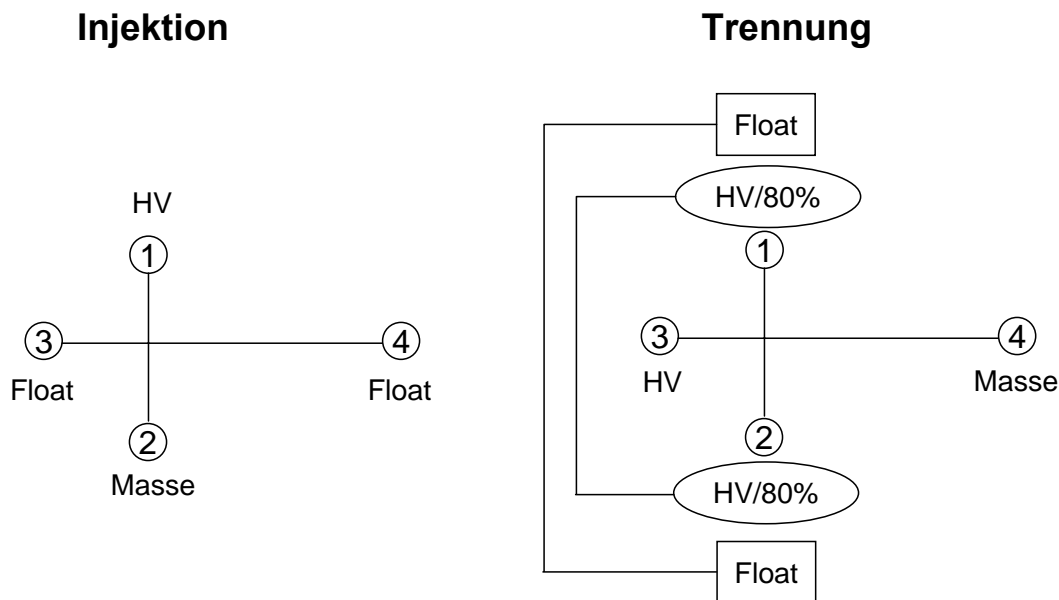 Injektion
HV
1
3
4
Float
Float
2
Masse
Trennung
Float
HV/80%
1
3
4
HV
Masse
2
HV/80%
Float